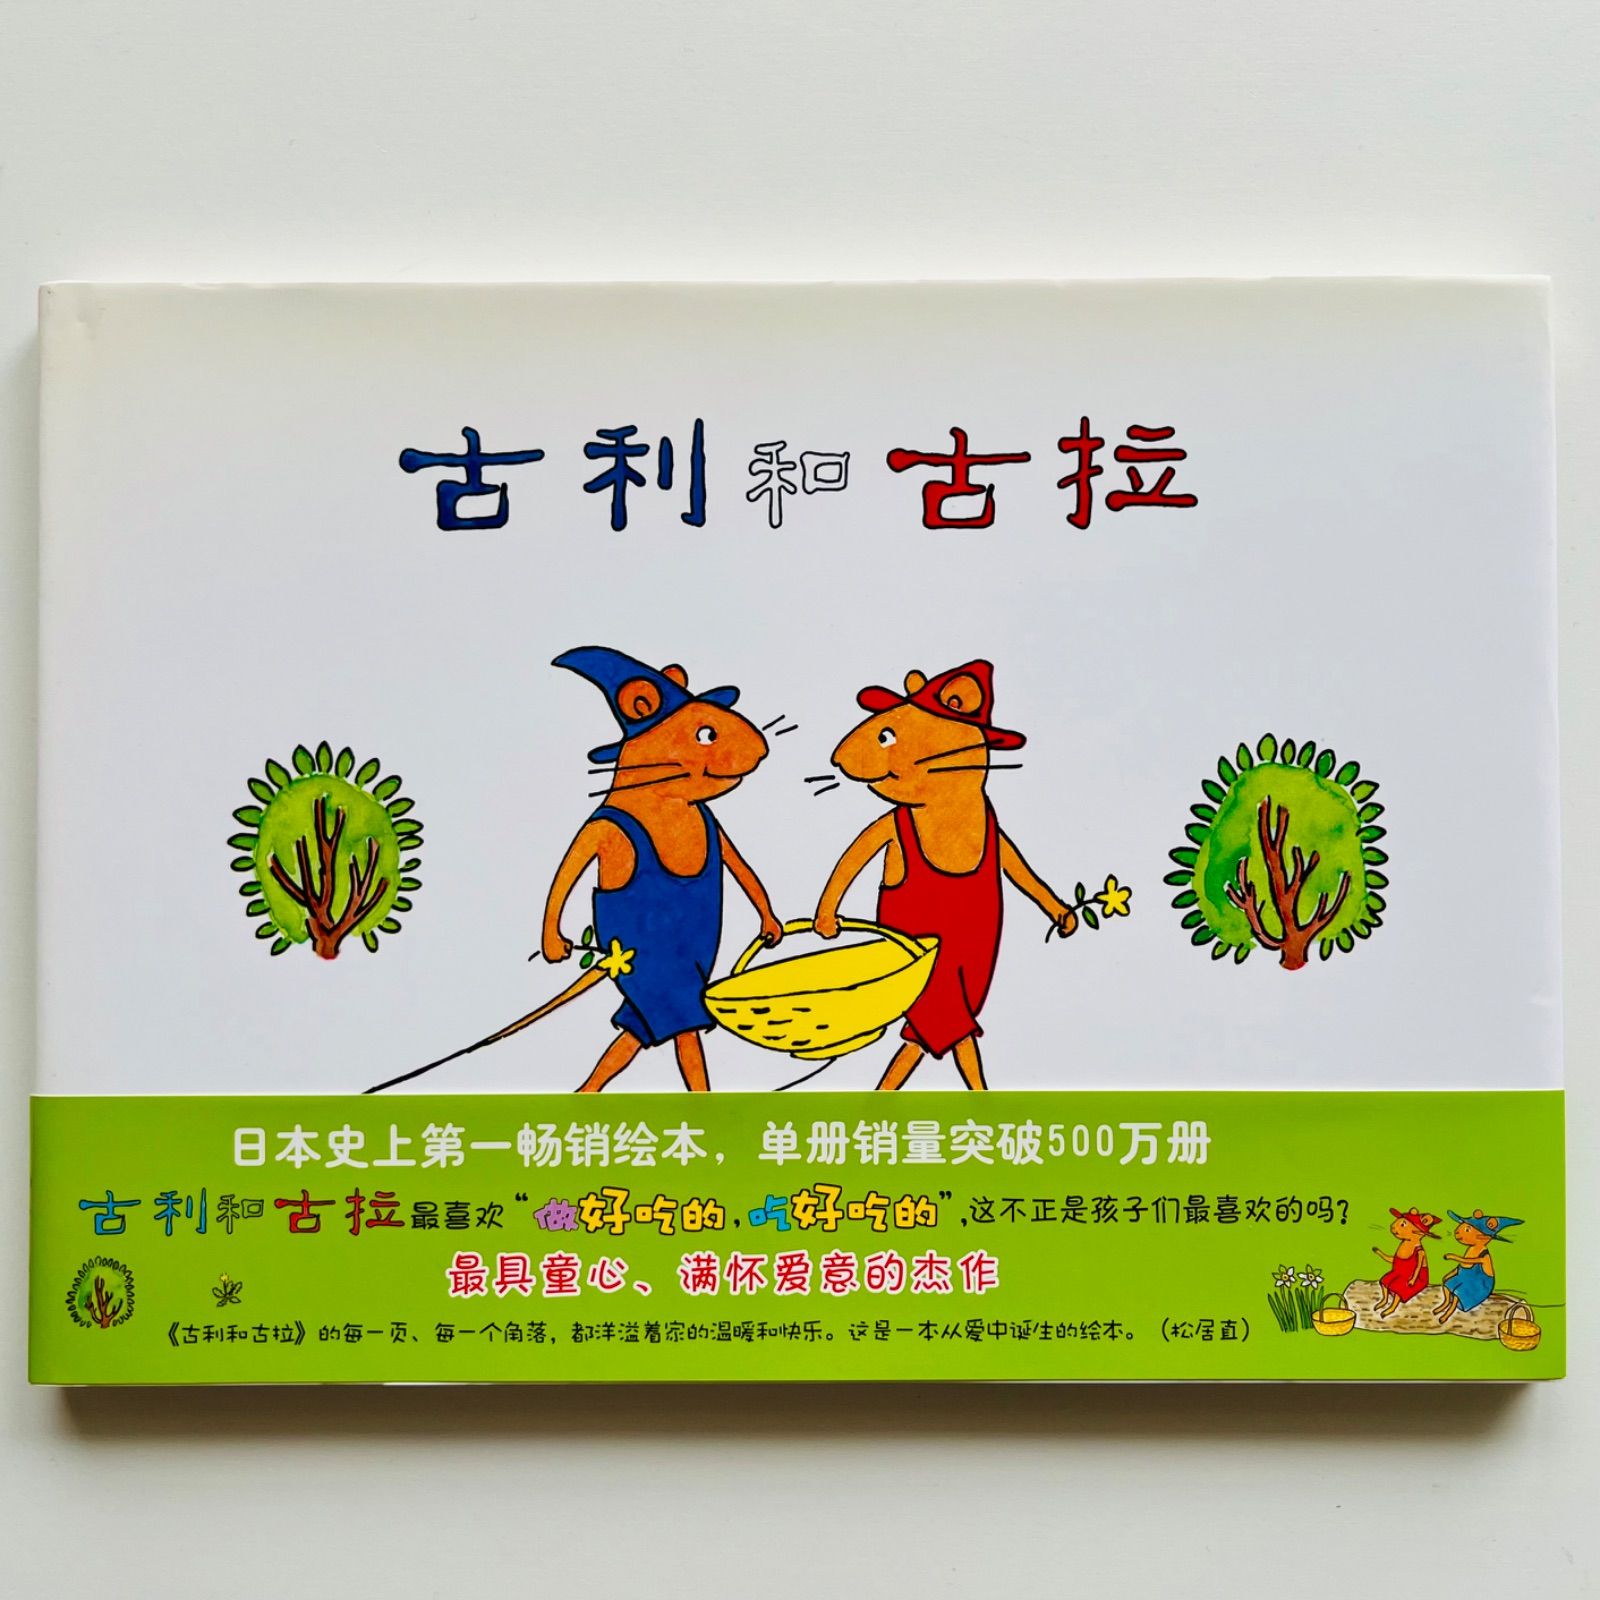 古利和古拉
日本史上第一畅销绘本，单册销量突破500万册
古利和古拉最喜欢“做好吃的，吃好吃的”，这不正是孩子们最喜欢的吗？
最具童心、满怀爱意的杰作
《古利和古拉》的每一页、每一个角落，都洋溢着家的温暖和快乐。这是一本从爱中诞生的绘本。（松居直）